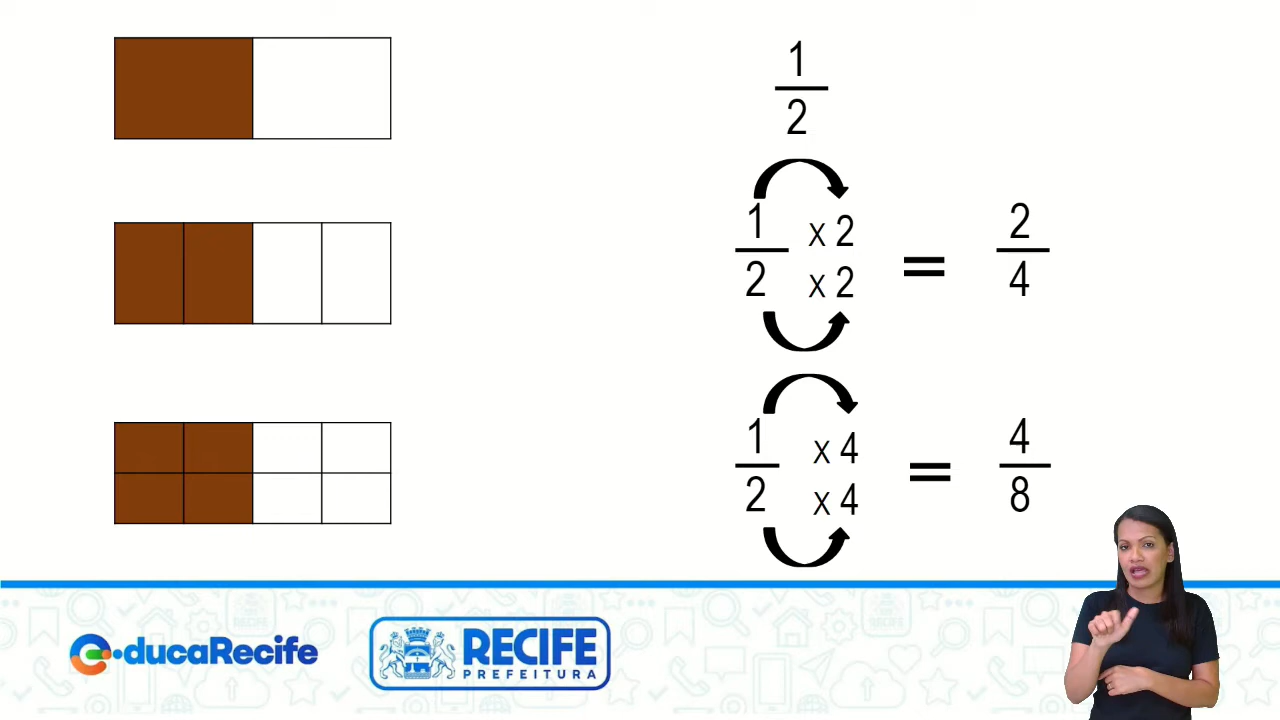 1
2
1 x 2
2 x 2
= 2
4
1 x 4
2 x 4
= 4
8
EducaRecife
RECIFE
PREFEITURA